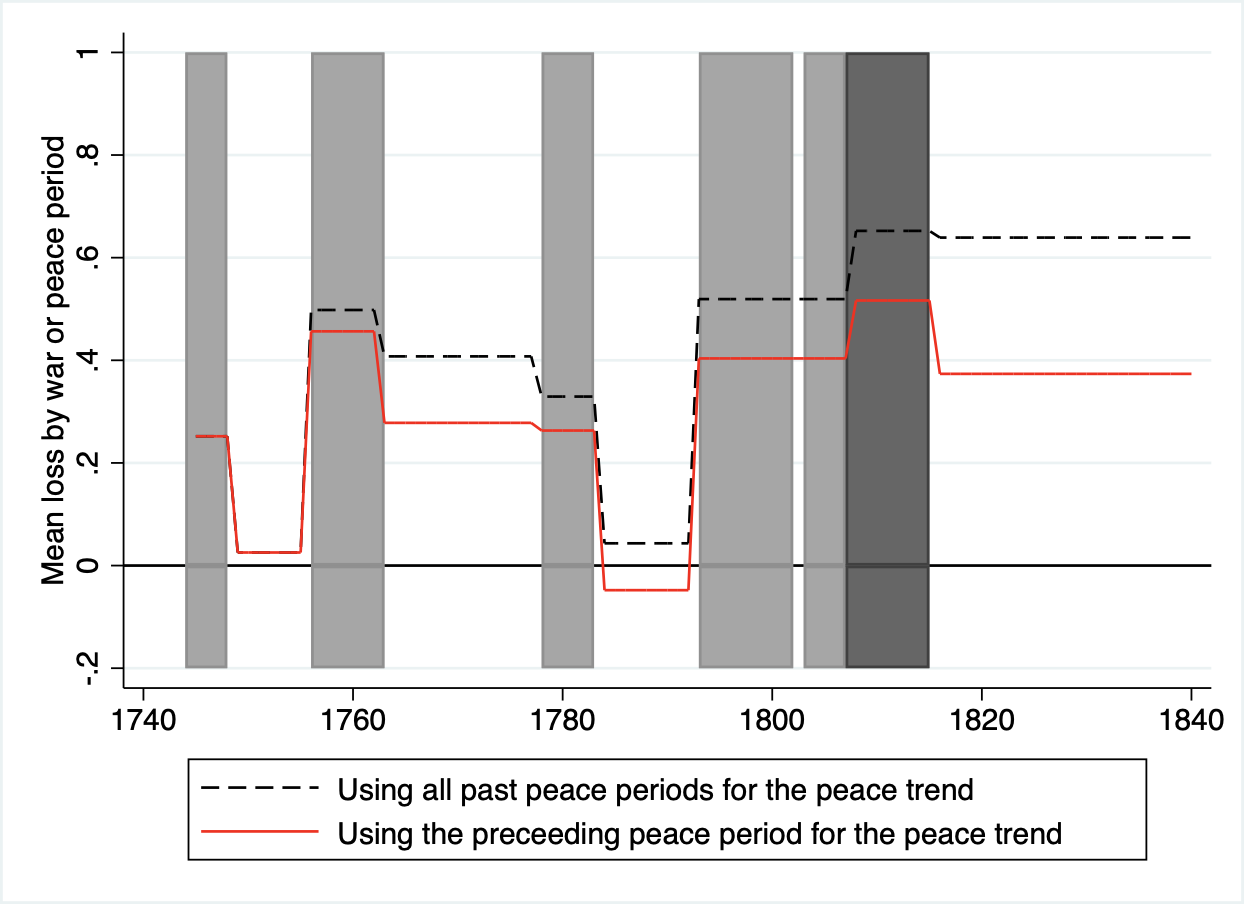 Mean loss by war or peace period
1
.8
.6
.4
.2
0
-.2
1740 1760 1780 1800 1820 1840
Using all past peace periods for the peace trend
Using the preceeding peace period for the peace trend